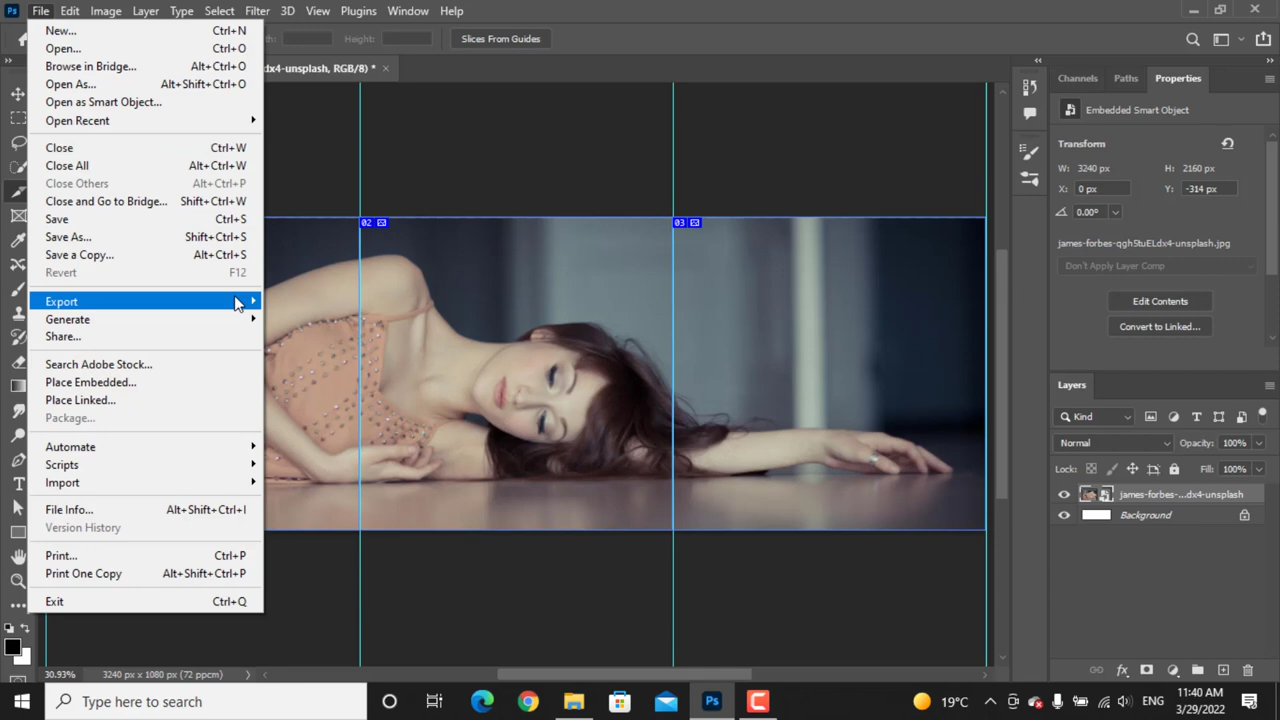 Ps File Edit Image Layer Type Select Filter 3D View Plugins Window Help
th: Height: Slices From Guides
dx4-unsplash, RGB/8) * ×
New... Ctrl+N
Open... Ctrl+O
Browse in Bridge... Alt+Ctrl+O
Open As... Alt+Shift+Ctrl+O
Open as Smart Object...
Open Recent
Close Ctrl+W
Close All Alt+Ctrl+W
Close Others Alt+Ctrl+P
Close and Go to Bridge... Shift+Ctrl+W
Save Ctrl+S
Save As... Shift+Ctrl+S
Save a Copy... Alt+Ctrl+S
Revert F12
Export
Generate
Share...
Search Adobe Stock...
Place Embedded...
Place Linked...
Package...
Automate
Scripts
Import
File Info... Alt+Shift+Ctrl+I
Version History
Print... Ctrl+P
Print One Copy Alt+Shift+Ctrl+P
Exit Ctrl+Q
02
03
Channels Paths Properties
Embedded Smart Object
Transform
W: 3240 px H: 2160 px
X: 0 px Y: -314 px
0.00°
james-forbes-qgh5tuELdx4-unsplash.jpg
Don't Apply Layer Comp
Edit Contents
Convert to Linked...
Layers
Kind
Normal Opacity: 100%
Lock: Fill: 100%
james-forbes-...dx4-unsplash
Background
30.93% 3240 px x 1080 px (72 ppcm)
Type here to search
Ps
19°C
ENG
11:40 AM
3/29/2022